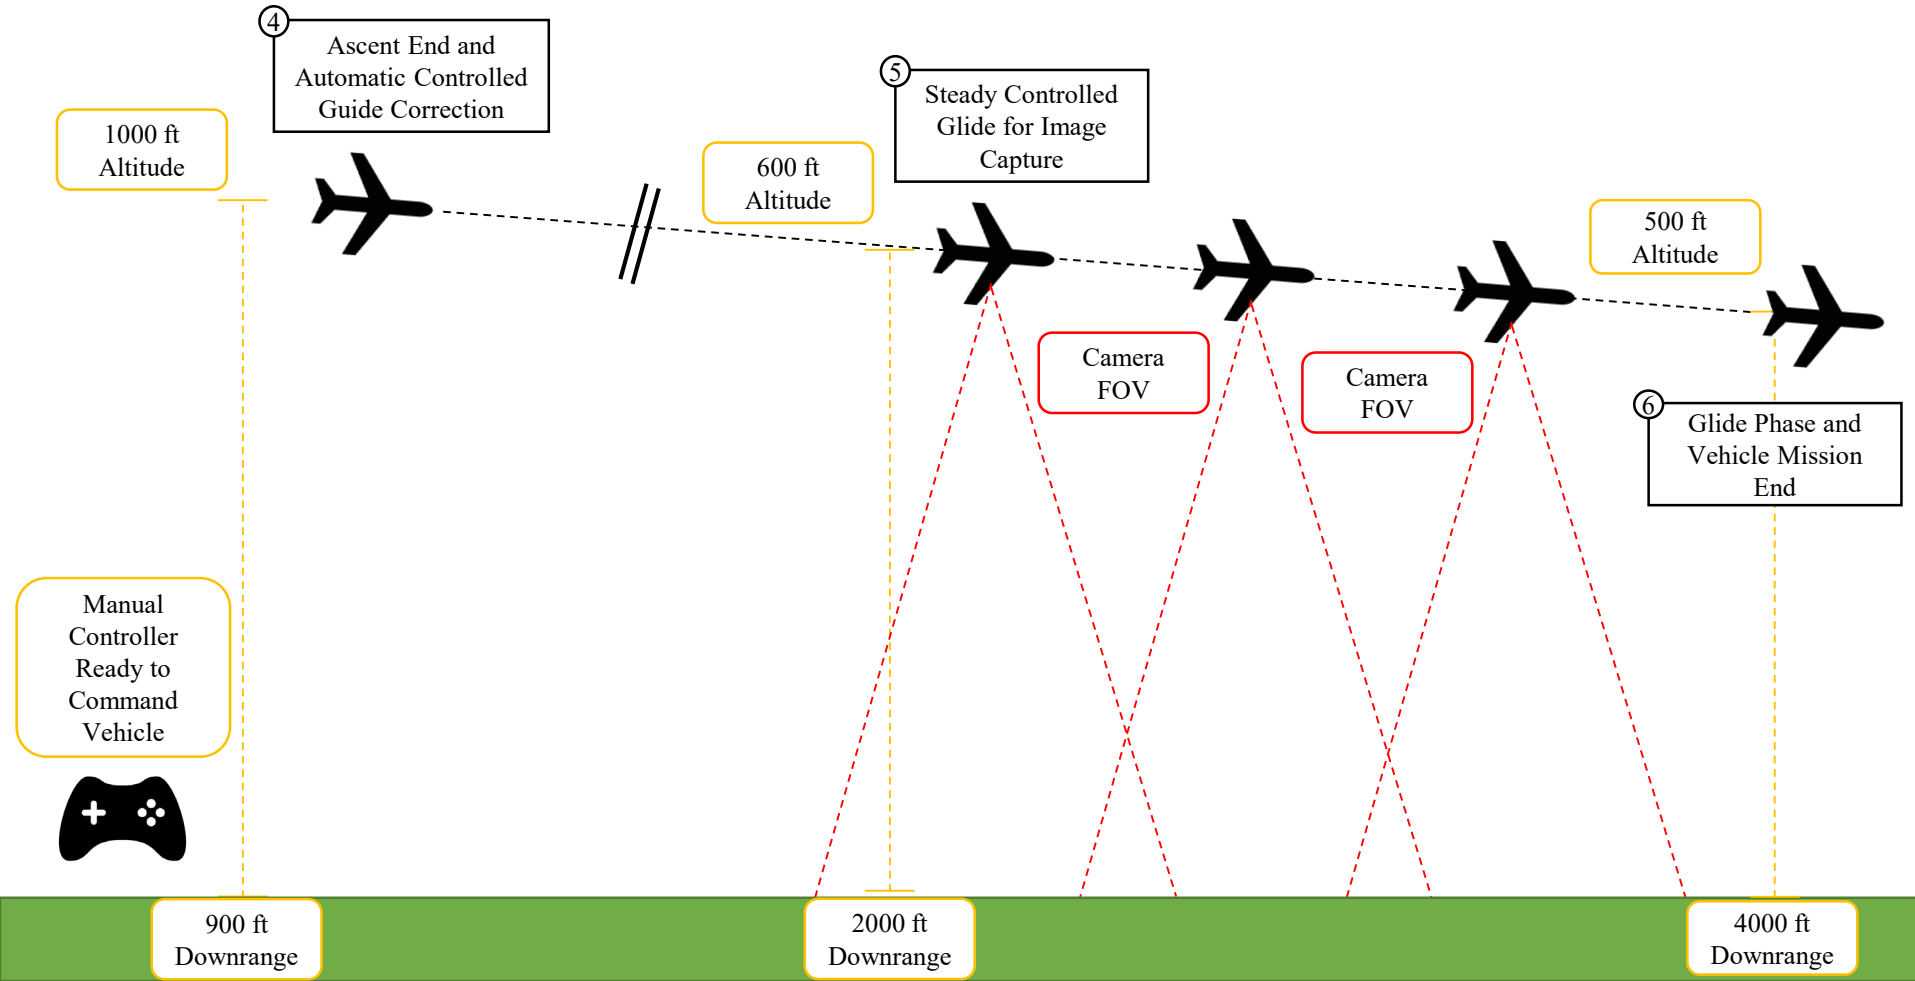 4
Ascent End and
Automatic Controlled
Guide Correction
1000 ft
Altitude
5
Steady Controlled
Glide for Image
Capture
600 ft
Altitude
500 ft
Altitude
Camera
FOV
Camera
FOV
6
Glide Phase and
Vehicle Mission
End
Manual
Controller
Ready to
Command
Vehicle
900 ft
Downrange
2000 ft
Downrange
4000 ft
Downrange